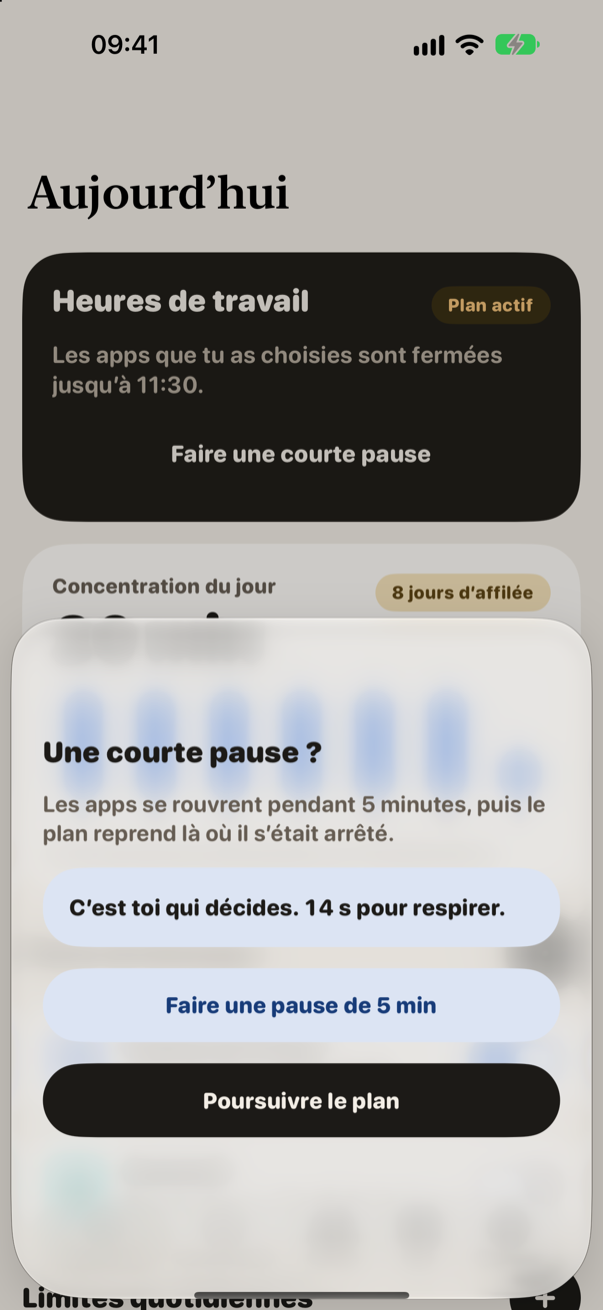 09:41
Aujourd’hui
Heures de travail
Plan actif
Les apps que tu as choisies sont fermées
jusqu’à 11:30.
Faire une courte pause
Concentration du jour
8 jours d’affilée
Une courte pause ?
Les apps se rouvrent pendant 5 minutes, puis le
plan reprend là où il s’était arrêté.
C’est toi qui décides. 14 s pour respirer.
Faire une pause de 5 min
Poursuivre le plan
Limites quotidiennes